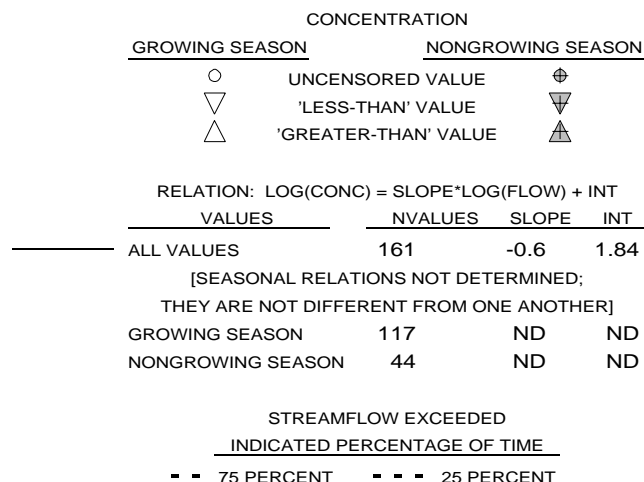 CONCENTRATION
GROWING SEASON NONGROWING SEASON
UNCENSORED VALUE
'LESS-THAN' VALUE
'GREATER-THAN' VALUE
RELATION: LOG(CONC) = SLOPE*LOG(FLOW) + INT
VALUES NVALUES SLOPE INT
ALL VALUES 161 -0.6 1.84
[SEASONAL RELATIONS NOT DETERMINED;
THEY ARE NOT DIFFERENT FROM ONE ANOTHER]
GROWING SEASON 117 ND ND
NONGROWING SEASON 44 ND ND
STREAMFLOW EXCEEDED
INDICATED PERCENTAGE OF TIME
75 PERCENT 25 PERCENT